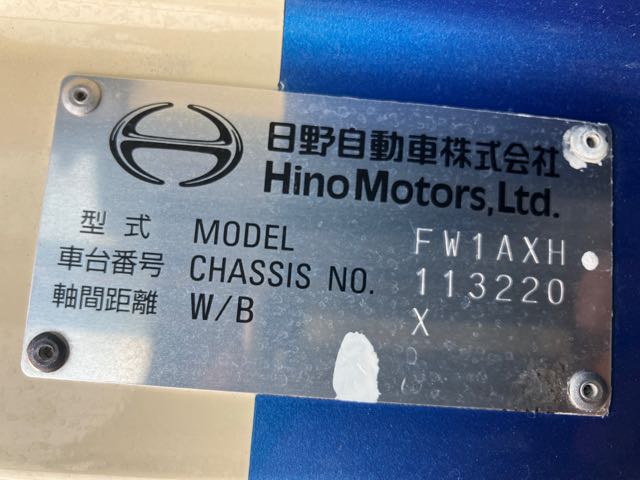 日野自動車株式会社
Hino Motors, Ltd.
型式 MODEL FW1AXH
車台番号 CHASSIS NO. 113220
軸間距離 W/B X